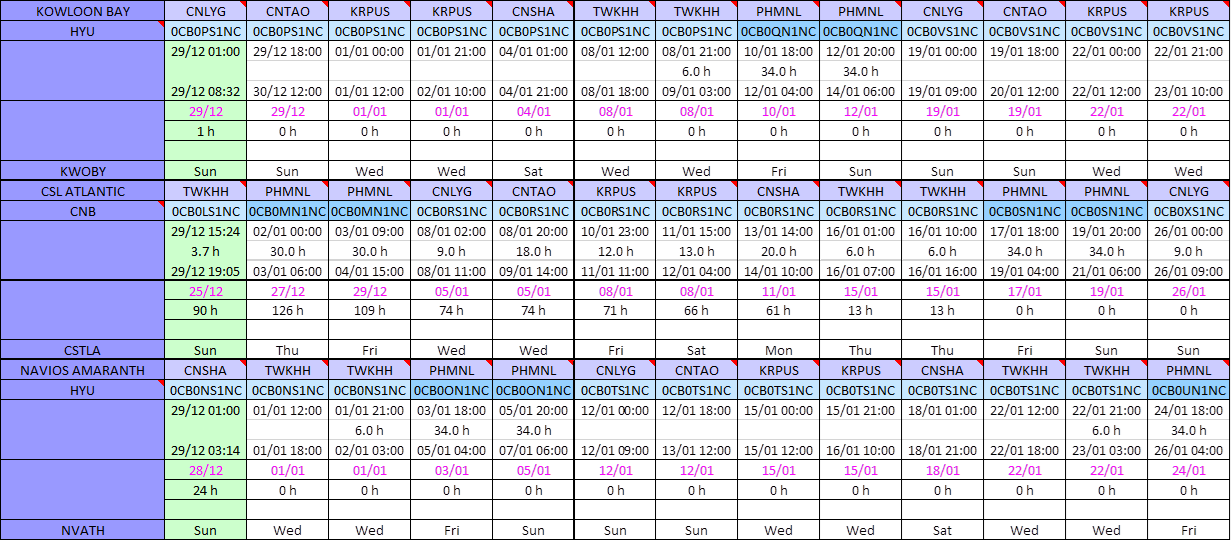 KOWLOON BAY CNLYG CNTAO KRPUS KRPUS CNSHA TWKHH TWKHH PHMNL PHMNL CNLYG CNTAO KRPUS KRPUS
HYU 0CB0PS1NC 0CB0PS1NC 0CB0PS1NC 0CB0PS1NC 0CB0PS1NC 0CB0PS1NC 0CB0PS1NC 0CB0QN1NC 0CB0QN1NC 0CB0VS1NC 0CB0VS1NC 0CB0VS1NC 0CB0VS1NC
29/12 01:00 29/12 18:00 01/01 00:00 01/01 21:00 04/01 01:00 08/01 12:00 08/01 21:00 10/01 18:00 12/01 20:00 19/01 00:00 19/01 18:00 22/01 00:00 22/01 21:00
6.0 h 34.0 h 34.0 h
29/12 08:32 30/12 12:00 01/01 12:00 02/01 10:00 04/01 21:00 08/01 18:00 09/01 03:00 12/01 04:00 14/01 06:00 19/01 09:00 20/01 12:00 22/01 12:00 23/01 10:00
29/12 29/12 01/01 01/01 04/01 08/01 08/01 10/01 12/01 19/01 19/01 22/01 22/01
1 h 0 h 0 h 0 h 0 h 0 h 0 h 0 h 0 h 0 h 0 h 0 h 0 h
KWOBY Sun Sun Wed Wed Sat Wed Wed Fri Sun Sun Sun Wed Wed
CSL ATLANTIC TWKHH PHMNL PHMNL CNLYG CNTAO KRPUS KRPUS CNSHA TWKHH TWKHH PHMNL PHMNL CNLYG
CNB 0CB0LS1NC 0CB0MN1NC 0CB0MN1NC 0CB0RS1NC 0CB0RS1NC 0CB0RS1NC 0CB0RS1NC 0CB0RS1NC 0CB0RS1NC 0CB0RS1NC 0CB0SN1NC 0CB0SN1NC 0CB0XS1NC
29/12 15:24 02/01 00:00 03/01 09:00 08/01 02:00 08/01 20:00 10/01 23:00 11/01 15:00 13/01 14:00 16/01 01:00 16/01 10:00 17/01 18:00 19/01 20:00 26/01 00:00
3.7 h 30.0 h 30.0 h 9.0 h 18.0 h 12.0 h 13.0 h 20.0 h 6.0 h 6.0 h 34.0 h 34.0 h 9.0 h
29/12 19:05 03/01 06:00 04/01 15:00 08/01 11:00 09/01 14:00 11/01 11:00 12/01 04:00 14/01 10:00 16/01 07:00 16/01 16:00 19/01 04:00 21/01 06:00 26/01 09:00
25/12 27/12 29/12 05/01 05/01 08/01 08/01 11/01 15/01 15/01 17/01 19/01 26/01
90 h 126 h 109 h 74 h 74 h 71 h 66 h 61 h 13 h 13 h 0 h 0 h 0 h
CSTLA Sun Thu Fri Wed Wed Fri Sat Mon Thu Thu Fri Sun Sun
NAVIOS AMARANTH CNSHA TWKHH TWKHH PHMNL PHMNL CNLYG CNTAO KRPUS KRPUS CNSHA TWKHH TWKHH PHMNL
HYU 0CB0NS1NC 0CB0NS1NC 0CB0NS1NC 0CB0ON1NC 0CB0ON1NC 0CB0TS1NC 0CB0TS1NC 0CB0TS1NC 0CB0TS1NC 0CB0TS1NC 0CB0TS1NC 0CB0TS1NC 0CB0UN1NC
29/12 01:00 01/01 12:00 01/01 21:00 03/01 18:00 05/01 20:00 12/01 00:00 12/01 18:00 15/01 00:00 15/01 21:00 18/01 01:00 22/01 12:00 22/01 21:00 24/01 18:00
6.0 h 34.0 h 34.0 h 6.0 h 34.0 h
29/12 03:14 01/01 18:00 02/01 03:00 05/01 04:00 07/01 06:00 12/01 09:00 13/01 12:00 15/01 12:00 16/01 10:00 18/01 21:00 22/01 18:00 23/01 03:00 26/01 04:00
28/12 01/01 01/01 03/01 05/01 12/01 12/01 15/01 15/01 18/01 22/01 22/01 24/01
24 h 0 h 0 h 0 h 0 h 0 h 0 h 0 h 0 h 0 h 0 h 0 h 0 h
NVATH Sun Wed Wed Fri Sun Sun Sun Wed Wed Sat Wed Wed Fri